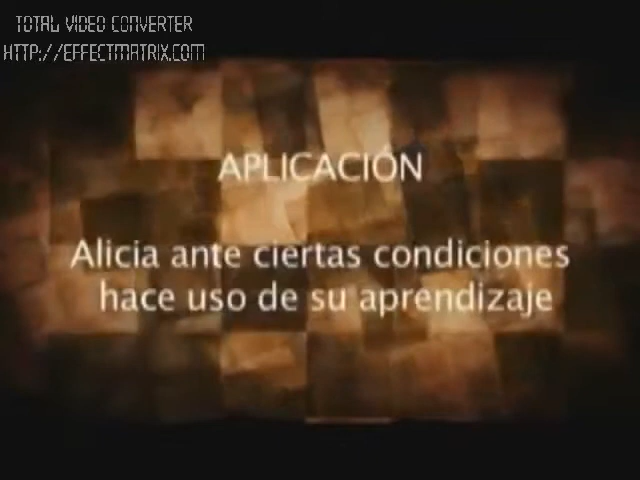 TOTAL VIDEO CONVERTER
HTTP://EFFECTMATRIX.COM
APLICACIÓN
Alicia ante ciertas condiciones
hace uso de su aprendizaje